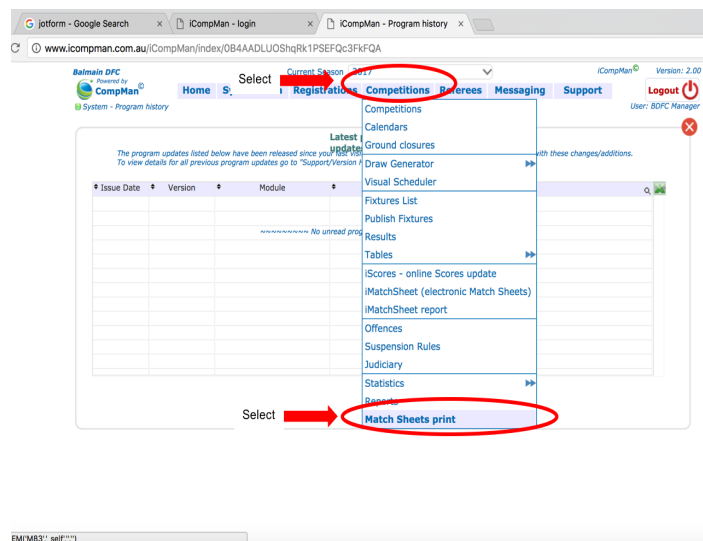 jotform - Google Search
iCompMan - login
iCompMan - Program history
www.icompman.com.au/iCompMan/index/0B4AADLUOShqRk1PSEFQc3FkFQA
Balmain DFC
Current Season
iCompMan©
Version: 2.00
Powered by
CompMan©
Select
Home
Registrations
Competitions
Referees
Messaging
Support
Logout
System - Program history
User: BDFC Manager
Competitions
Calendars
Ground closures
Draw Generator
Visual Scheduler
Fixtures List
Publish Fixtures
Results
Tables
iScores - online Scores update
iMatchSheet (electronic Match Sheets)
iMatchSheet report
Offences
Suspension Rules
Judiciary
Statistics
Reports
Match Sheets print
Latest
The program updates listed below have been released since your last
with these changes/additions.
To view details for all previous program updates go to "Support/Version
Issue Date
Version
Module
~~~~~~~~~ No unread
Select